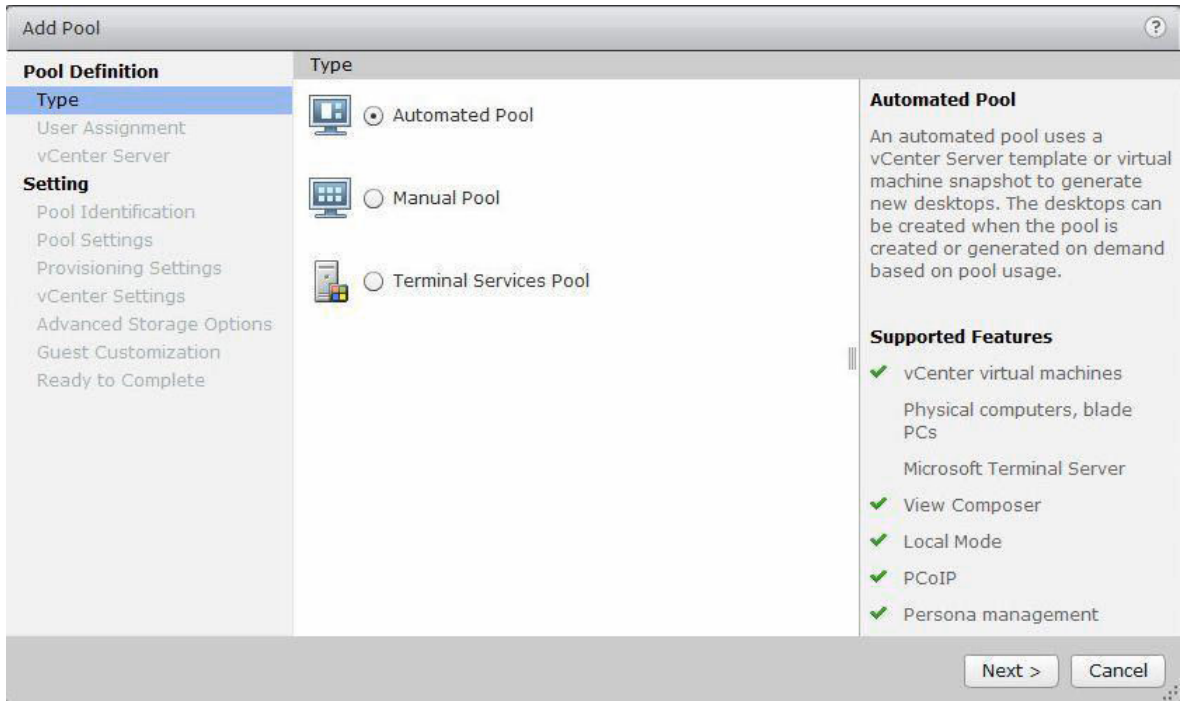 Add Pool
?
Pool Definition
Type
User Assignment
vCenter Server
Setting
Pool Identification
Pool Settings
Provisioning Settings
vCenter Settings
Advanced Storage Options
Guest Customization
Ready to Complete
Type
Automated Pool
Manual Pool
Terminal Services Pool
Automated Pool
An automated pool uses a
vCenter Server template or virtual
machine snapshot to generate
new desktops. The desktops can
be created when the pool is
created or generated on demand
based on pool usage.
Supported Features
vCenter virtual machines
Physical computers, blade
PCs
Microsoft Terminal Server
View Composer
Local Mode
PCoIP
Persona management
Next >
Cancel